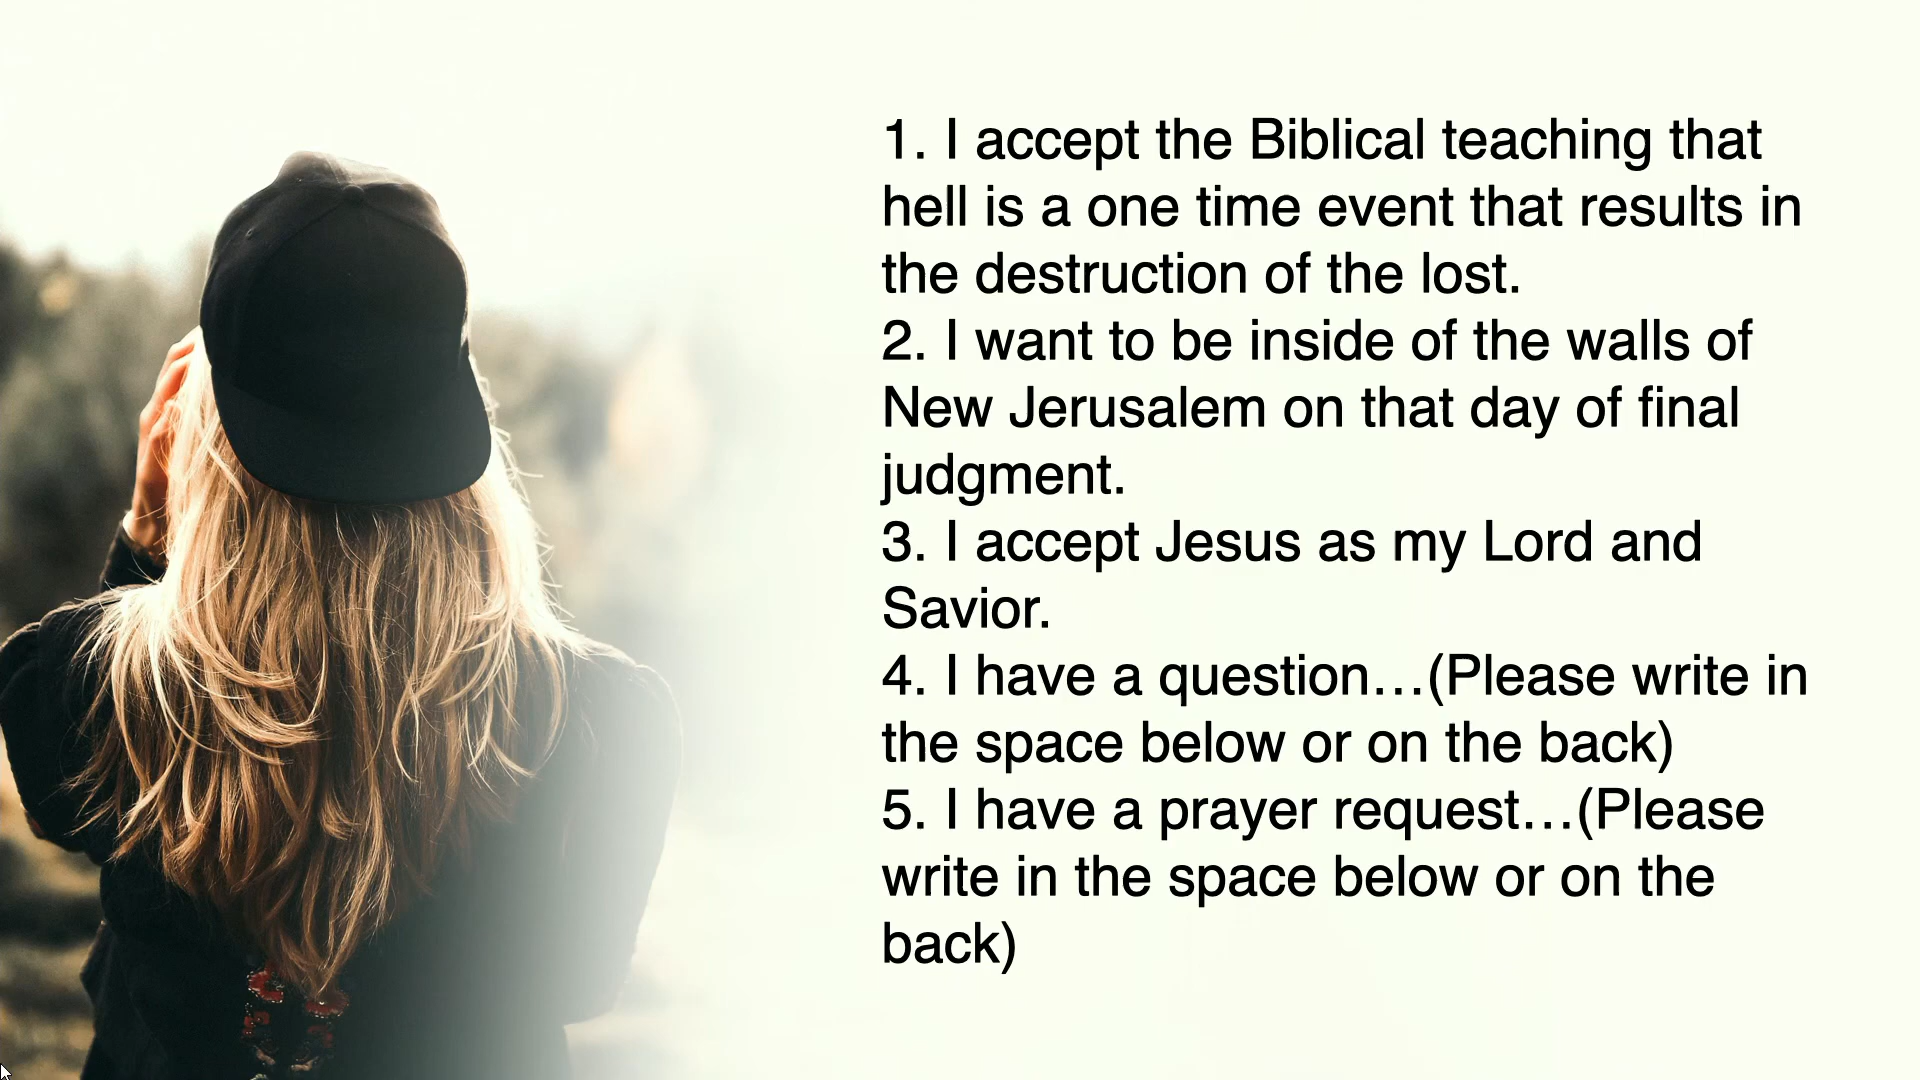 1. I accept the Biblical teaching that
hell is a one time event that results in
the destruction of the lost.
2. I want to be inside of the walls of
New Jerusalem on that day of final
judgment.
3. I accept Jesus as my Lord and
Savior.
4. I have a question…(Please write in
the space below or on the back)
5. I have a prayer request…(Please
write in the space below or on the
back)